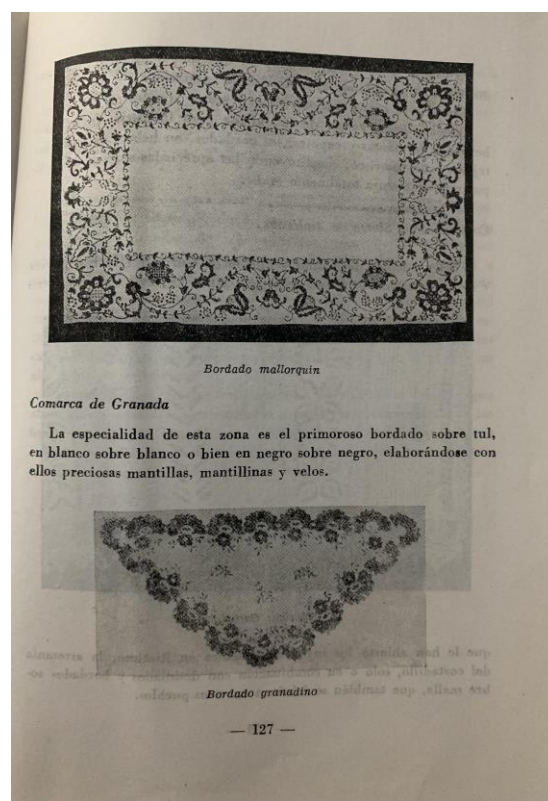 Bordado mallorquin
Comarca de Granada
La especialidad de esta zona es el primoroso bordado sobre tul,
en blanco sobre blanco o bien en negro sobre negro, elaborándose con
ellos preciosas mantillas, mantillinas y velos.
Bordado granadino
— 127 —